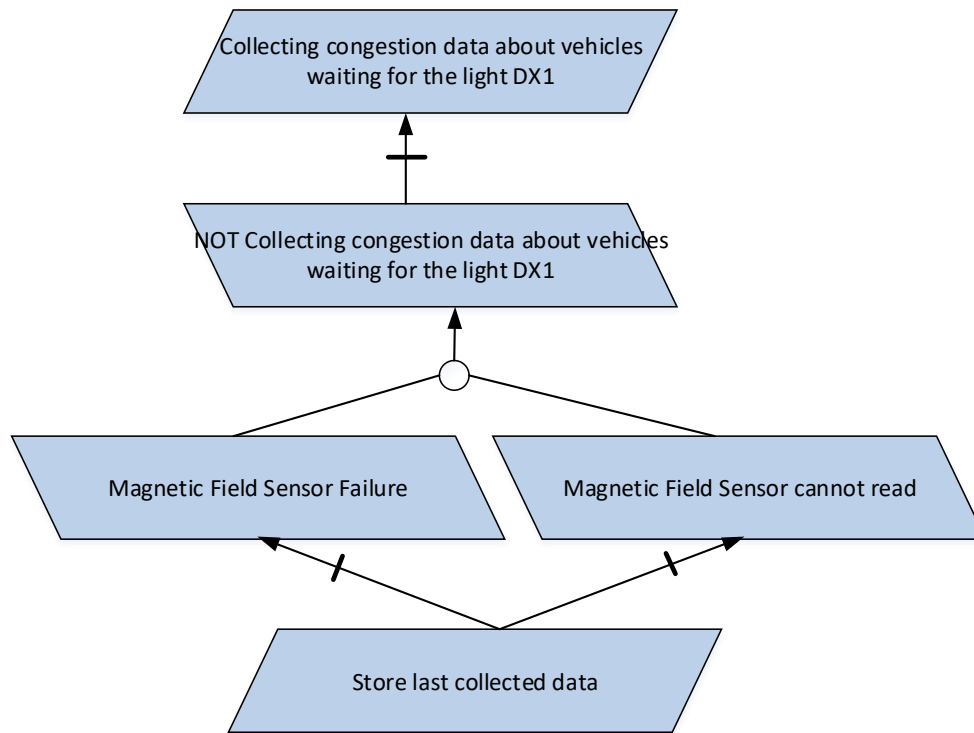 Collecting congestion data about vehicles
waiting for the light DX1
NOT Collecting congestion data about vehicles
waiting for the light DX1
Magnetic Field Sensor Failure
Magnetic Field Sensor cannot read
Store last collected data